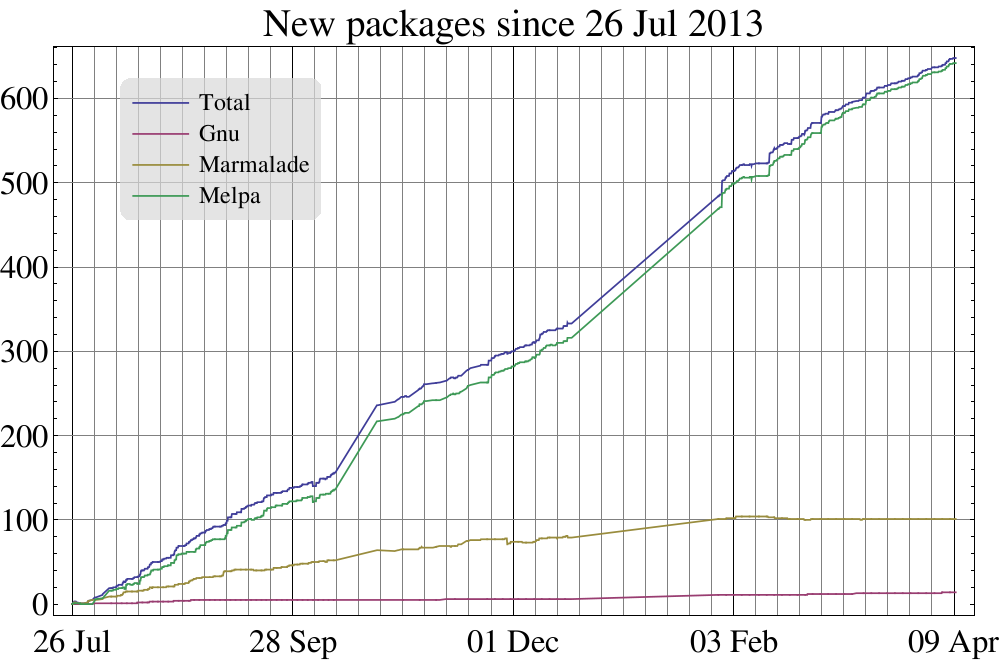 New packages since 26 Jul 2013
Total
Gnu
Marmalade
Melpa
600
500
400
300
200
100
0
26 Jul 28 Sep 01 Dec 03 Feb 09 Apr